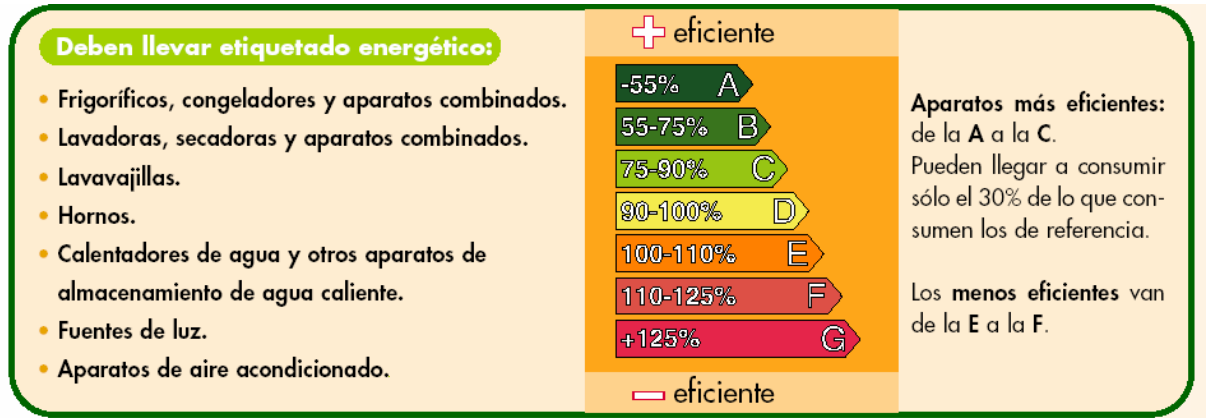 Deben llevar etiquetado energético:
• Frigoríficos, congeladores y aparatos combinados.
• Lavadoras, secadoras y aparatos combinados.
• Lavavajillas.
• Hornos.
• Calentadores de agua y otros aparatos de
almacenamiento de agua caliente.
• Fuentes de luz.
• Aparatos de aire acondicionado.
+ eficiente
-55% A
55-75% B
75-90% C
90-100% D
100-110% E
110-125% F
+125% G
- eficiente
Aparatos más eficientes:
de la A a la C.
Pueden llegar a consumir
sólo el 30% de lo que con-
sumen los de referencia.
Los menos eficientes van
de la E a la F.